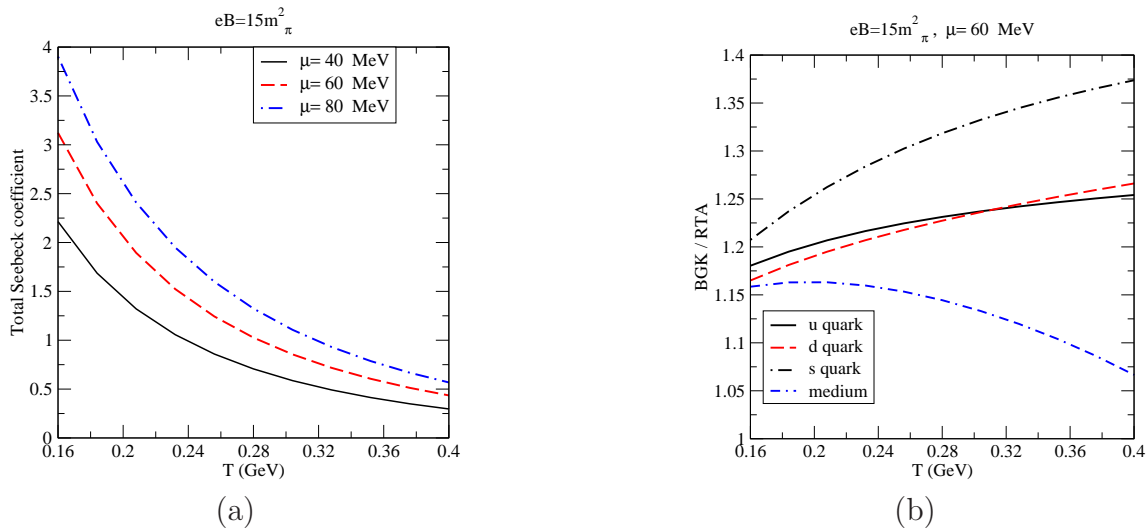 eB=15m²π
Total Seebeck coefficient
4
3.5
3
2.5
2
1.5
1
0.5
0
μ= 40 MeV
μ= 60 MeV
μ= 80 MeV
0.16 0.2 0.24 0.28 0.32 0.36 0.4
T (GeV)
(a)
eB=15m²π , μ= 60 MeV
BGK / RTA
1.4
1.35
1.3
1.25
1.2
1.15
1.1
1.05
1
u quark
d quark
s quark
medium
0.16 0.2 0.24 0.28 0.32 0.36 0.4
T (GeV)
(b)